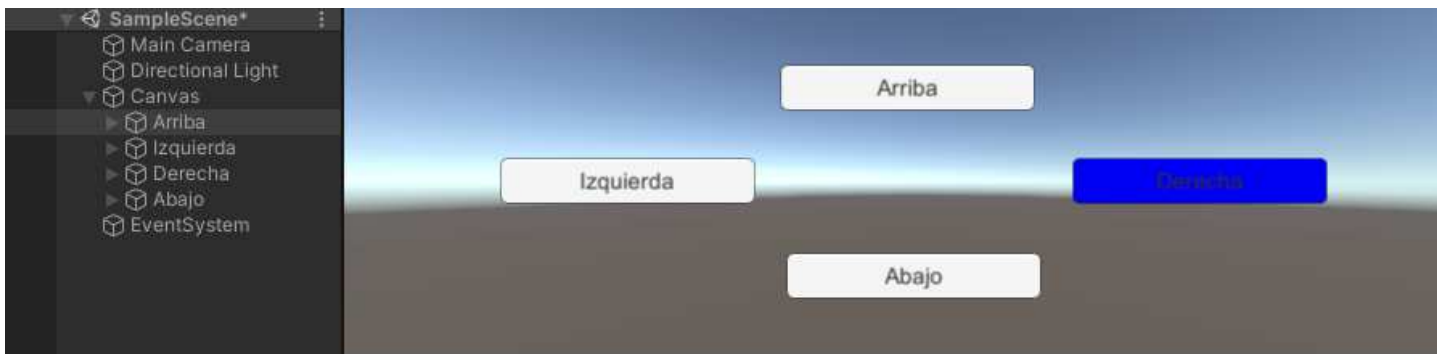 SampleScene*
Main Camera
Directional Light
Canvas
Arriba
Izquierda
Derecha
Abajo
EventSystem
Arriba
Izquierda
Derecha
Abajo